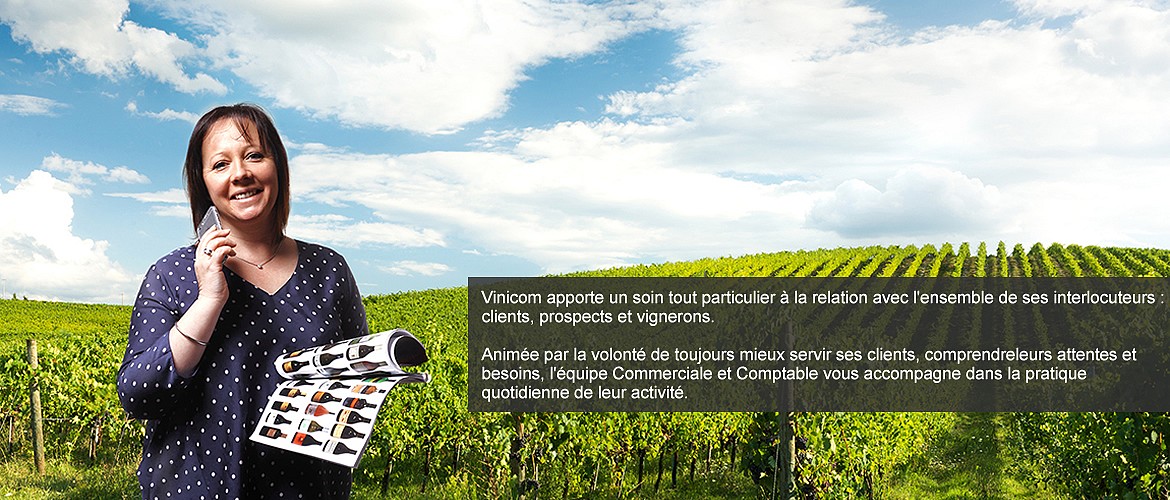 Vinicom apporte un soin tout particulier à la relation avec l'ensemble de ses interlocuteurs :
clients, prospects et vignerons.
Animée par la volonté de toujours mieux servir ses clients, comprendreleurs attentes et
besoins, l'équipe Commerciale et Comptable vous accompagne dans la pratique
quotidienne de leur activité.